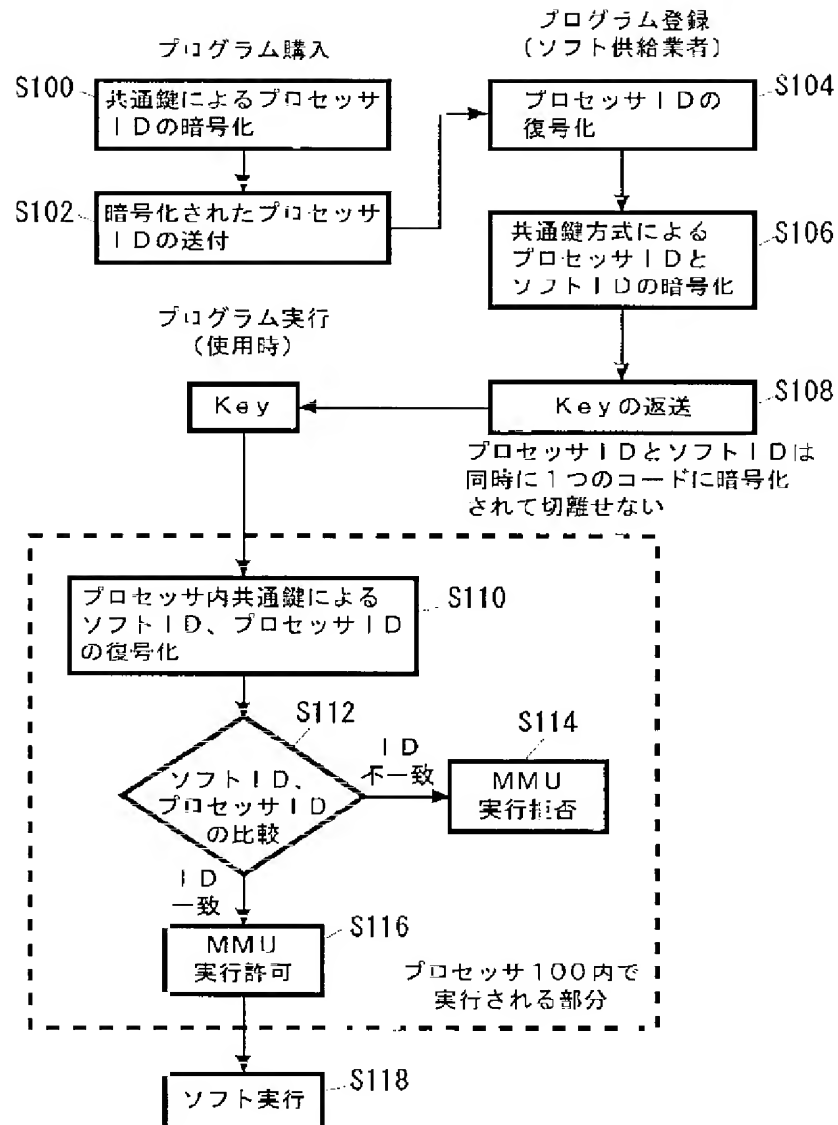 プログラム購入
S100
共通鍵によるプロセッサ
IDの暗号化
S102
暗号化されたプロセッサ
IDの送付
プログラム登録
(ソフト供給業者)
プロセッサIDの
復号化
S104
共通鍵方式による
プロセッサIDと
ソフトIDの暗号化
S106
Keyの返送
S108
プロセッサIDとソフトIDは
同時に1つのコードに暗号化
されて切離せない
プログラム実行
(使用時)
Key
プロセッサ内共通鍵による
ソフトID、プロセッサID
の復号化
S110
S112
ソフトID、
プロセッサID
の比較
ID
不一致
S114
MMU
実行拒否
ID
一致
MMU
実行許可
S116
プロセッサ100内で
実行される部分
ソフト実行
S118